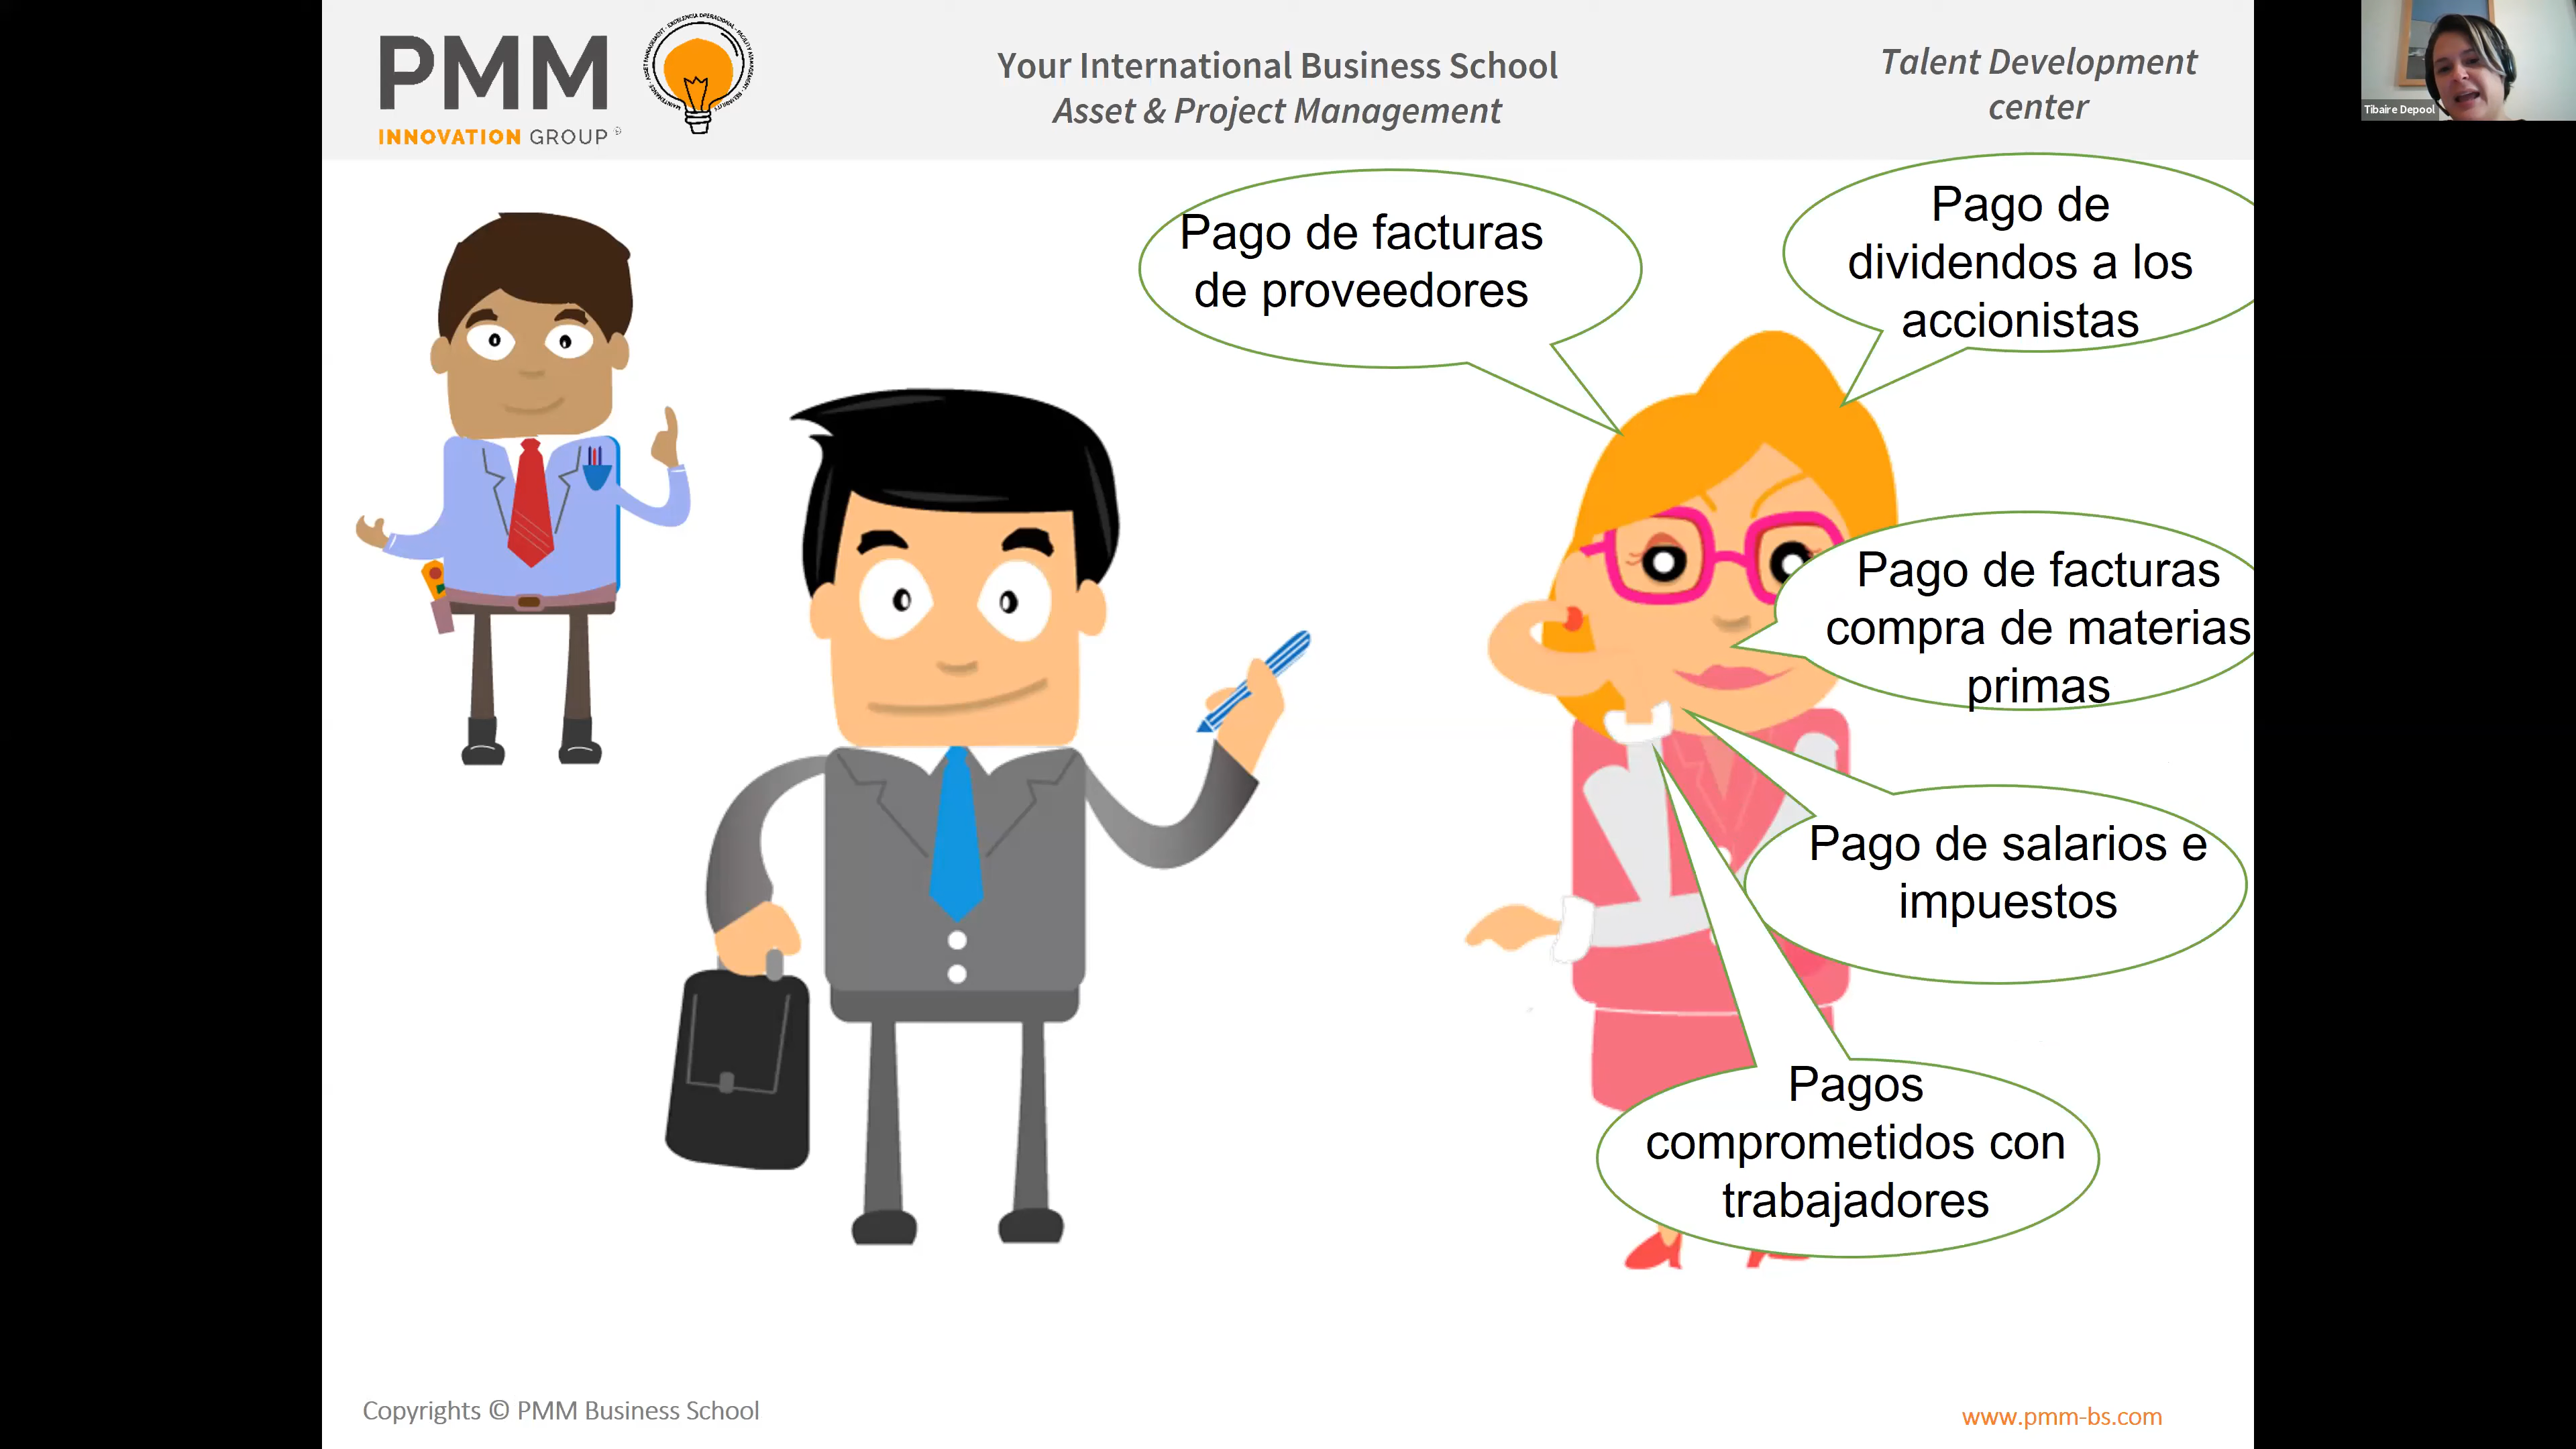 PMM
INNOVATION GROUP
Your International Business School
Asset & Project Management
Talent Development
center
Tibaire Depool
Pago de facturas
de proveedores
Pago de
dividendos a los
accionistas
Pago de facturas
compra de materias
primas
Pago de salarios e
impuestos
Pagos
comprometidos con
trabajadores
Copyrights © PMM Business School
www.pmm-bs.com